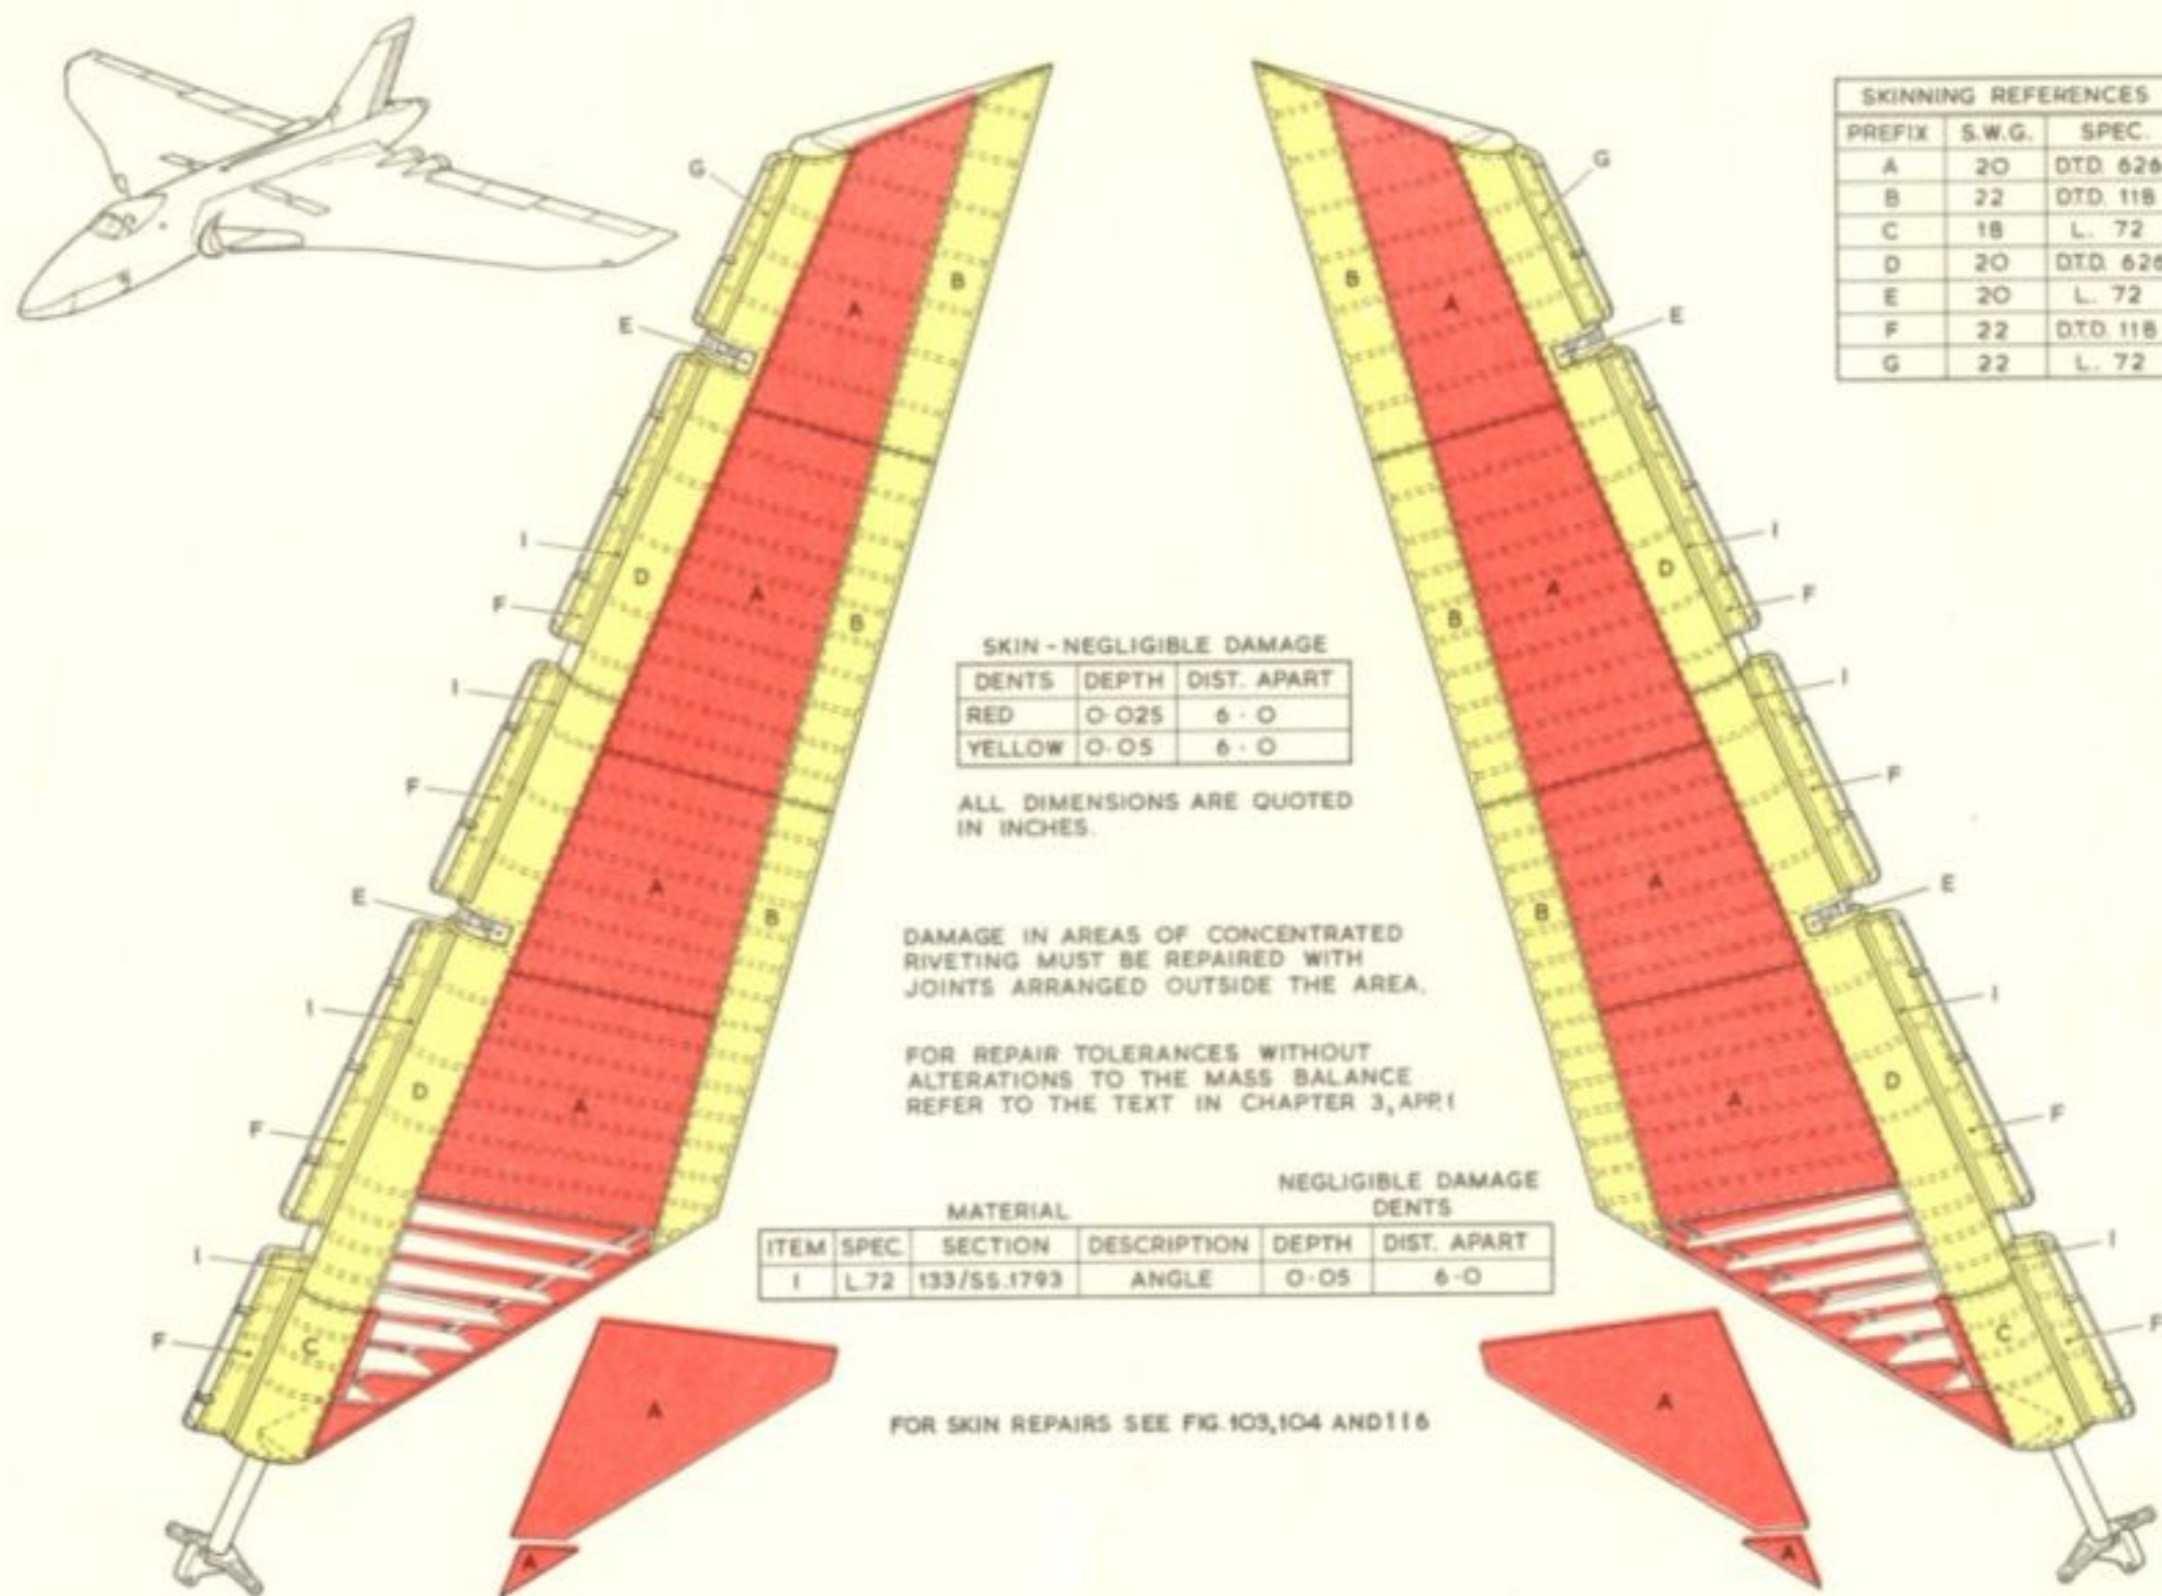 SKINNING REFERENCES
PREFIX S.W.G. SPEC.
A 20 D.T.D. 626
B 22 D.T.D. 118
C 18 L. 72
D 20 D.T.D. 626
E 20 L. 72
F 22 D.T.D. 118
G 22 L. 72
G
E
I
F
I
F
E
I
F
I
F
A
B
D
A
B
A
B
D
A
C
A
A
G
E
I
F
I
F
E
I
F
I
F
B
A
D
A
B
A
B
D
A
C
A
A
SKIN - NEGLIGIBLE DAMAGE
DENTS DEPTH DIST. APART
RED 0·025 6·0
YELLOW 0·05 6·0
ALL DIMENSIONS ARE QUOTED
IN INCHES.
DAMAGE IN AREAS OF CONCENTRATED
RIVETING MUST BE REPAIRED WITH
JOINTS ARRANGED OUTSIDE THE AREA.
FOR REPAIR TOLERANCES WITHOUT
ALTERATIONS TO THE MASS BALANCE
REFER TO THE TEXT IN CHAPTER 3, APP. I
MATERIAL NEGLIGIBLE DAMAGE
DENTS
ITEM SPEC. SECTION DESCRIPTION DEPTH DIST. APART
1 L.72 133/SS.1793 ANGLE 0·05 6·0
FOR SKIN REPAIRS SEE FIG. 103,104 AND 116